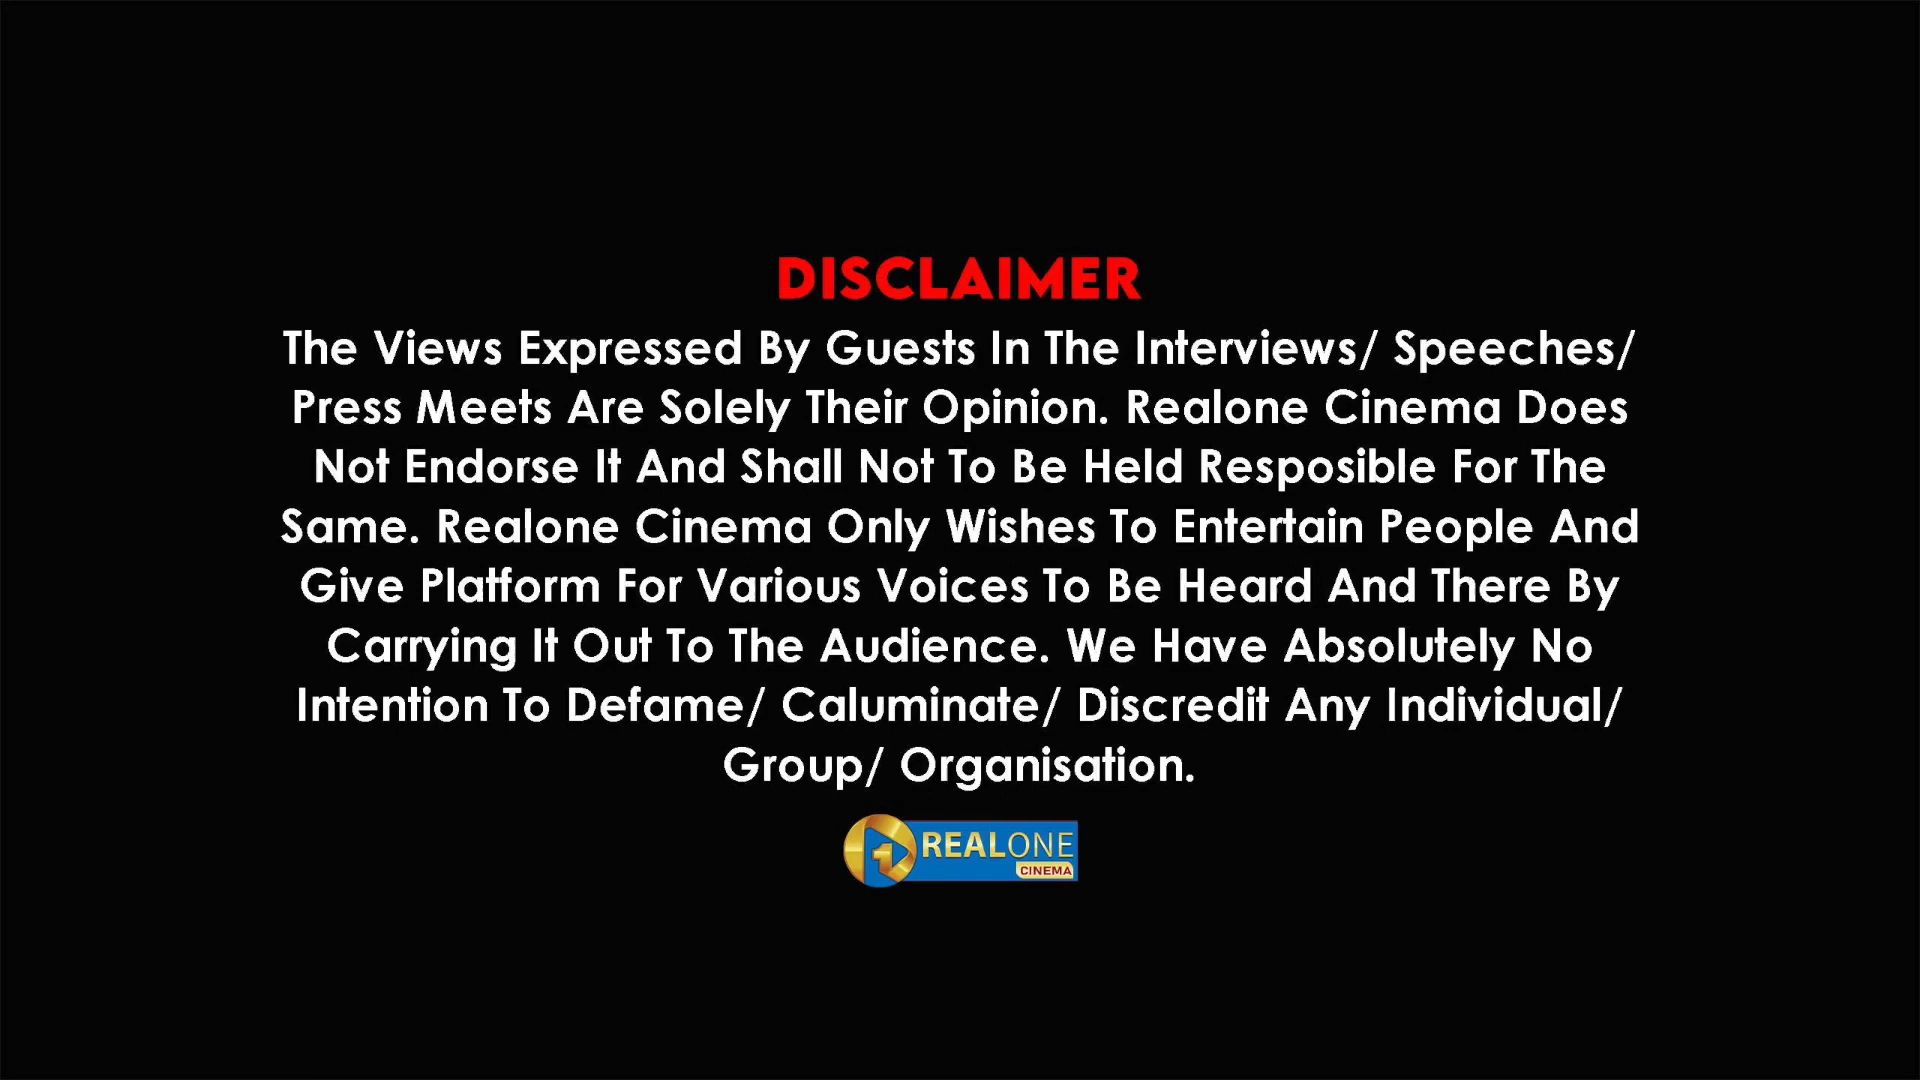 DISCLAIMER
The Views Expressed By Guests In The Interviews/ Speeches/
Press Meets Are Solely Their Opinion. Realone Cinema Does
Not Endorse It And Shall Not To Be Held Resposible For The
Same. Realone Cinema Only Wishes To Entertain People And
Give Platform For Various Voices To Be Heard And There By
Carrying It Out To The Audience. We Have Absolutely No
Intention To Defame/ Caluminate/ Discredit Any Individual/
Group/ Organisation.
1 REALONE
CINEMA